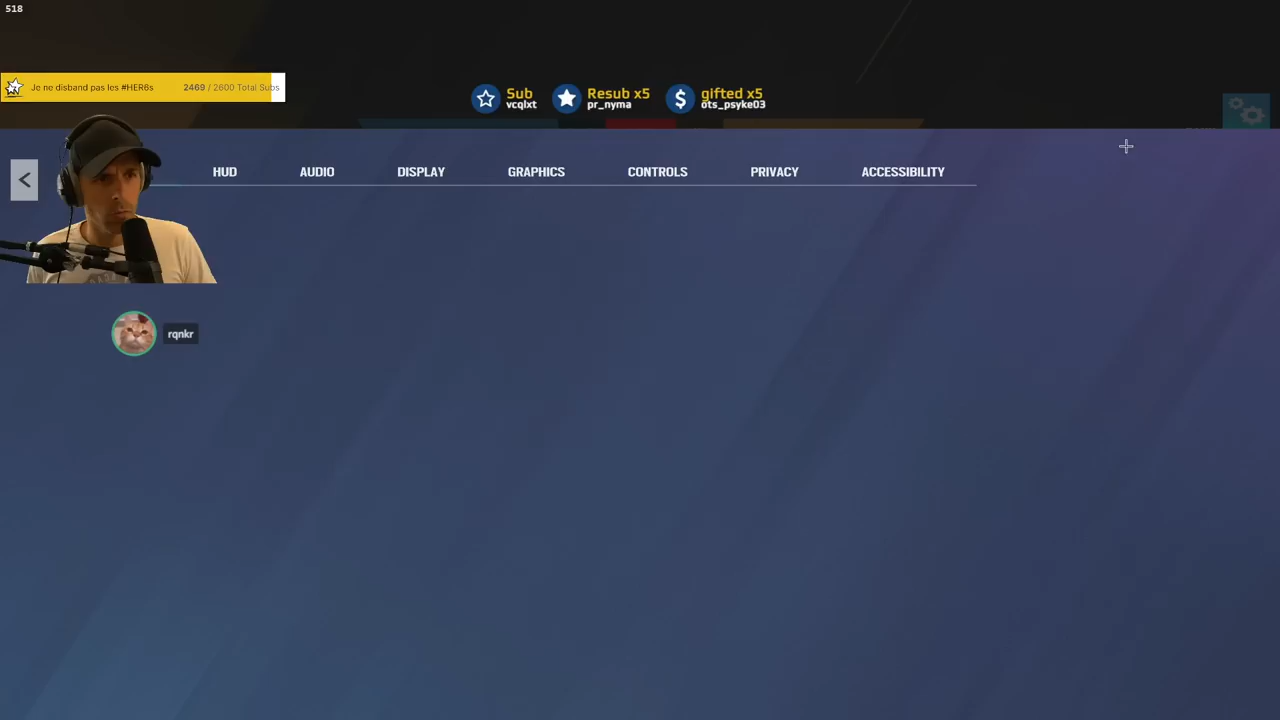 518
Je ne disband pas les #HER6s 2469 / 2600 Total Subs
Sub
vcqlxt
Resub x5
pr_nyma
gifted x5
ots_psyke03
HUD AUDIO DISPLAY GRAPHICS CONTROLS PRIVACY ACCESSIBILITY
rqnkr